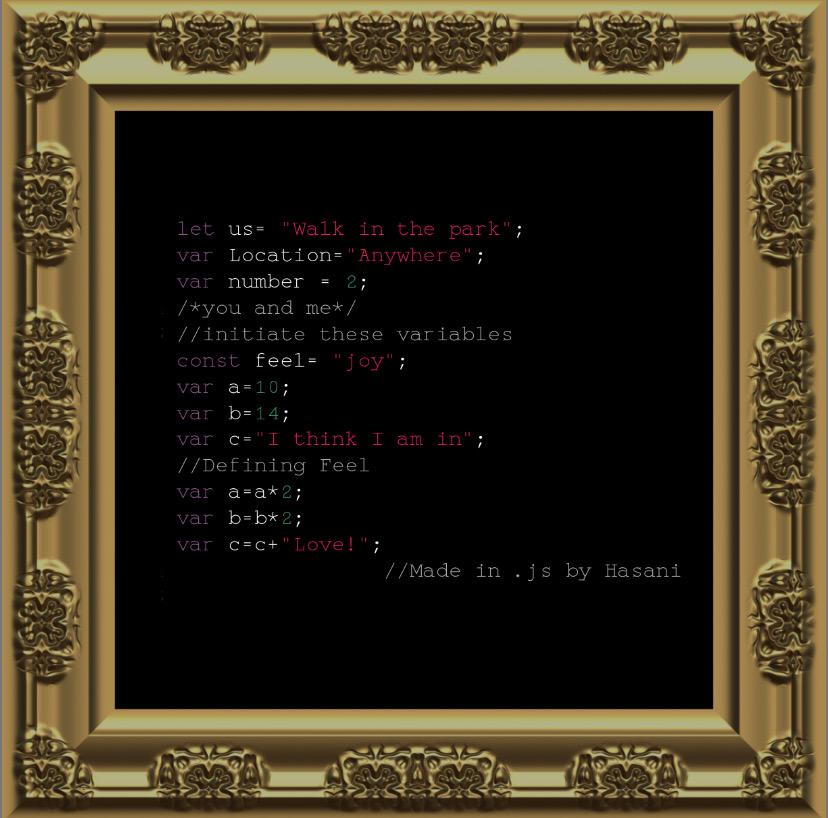 let us= "Walk in the park";
var Location="Anywhere";
var number = 2;
/*you and me*/
//initiate these variables
const feel= "joy";
var a=10;
var b=14;
var c="I think I am in";
//Defining Feel
var a=a*2;
var b=b*2;
var c=c+"Love!";
//Made in .js by Hasani